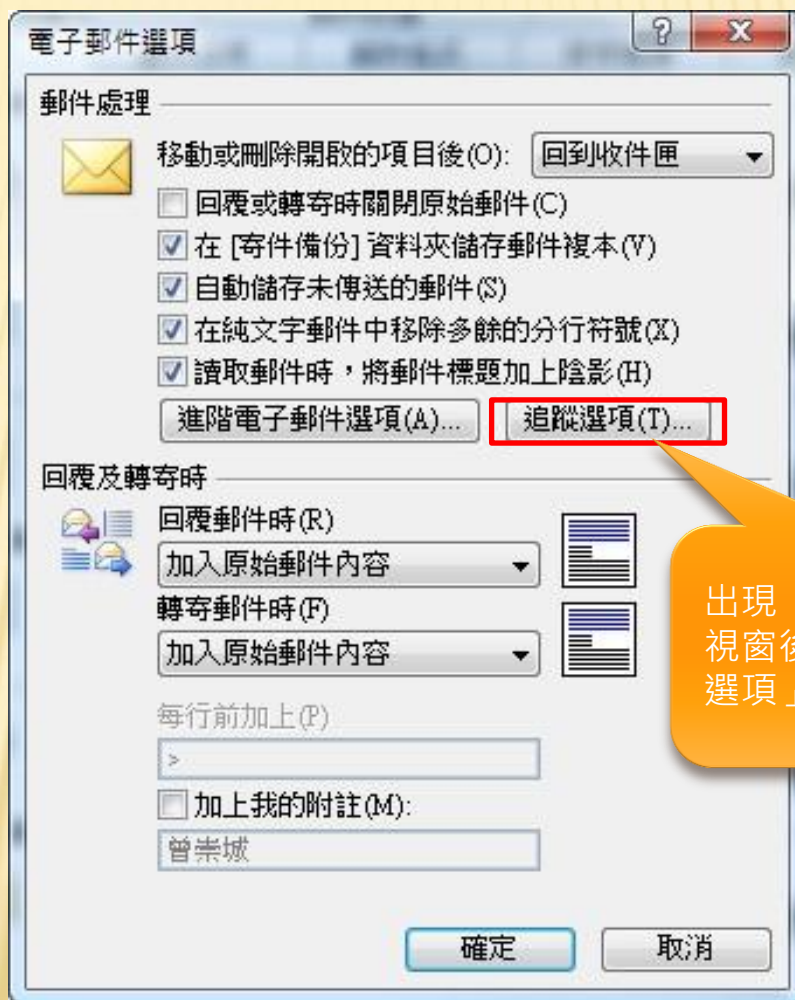 電子郵件選項
郵件處理
移動或刪除開啟的項目後(O): 回到收件匣
回覆或轉寄時關閉原始郵件(C)
在 [寄件備份] 資料夾儲存郵件複本(V)
自動儲存未傳送的郵件(S)
在純文字郵件中移除多餘的分行符號(X)
讀取郵件時，將郵件標題加上陰影(H)
進階電子郵件選項(A)... 追蹤選項(T)...
回覆及轉寄時
回覆郵件時(R)
加入原始郵件內容
轉寄郵件時(F)
加入原始郵件內容
每行前加上(P)
>
加上我的附註(M):
曾崇城
確定 取消
出現
視窗後
選項」